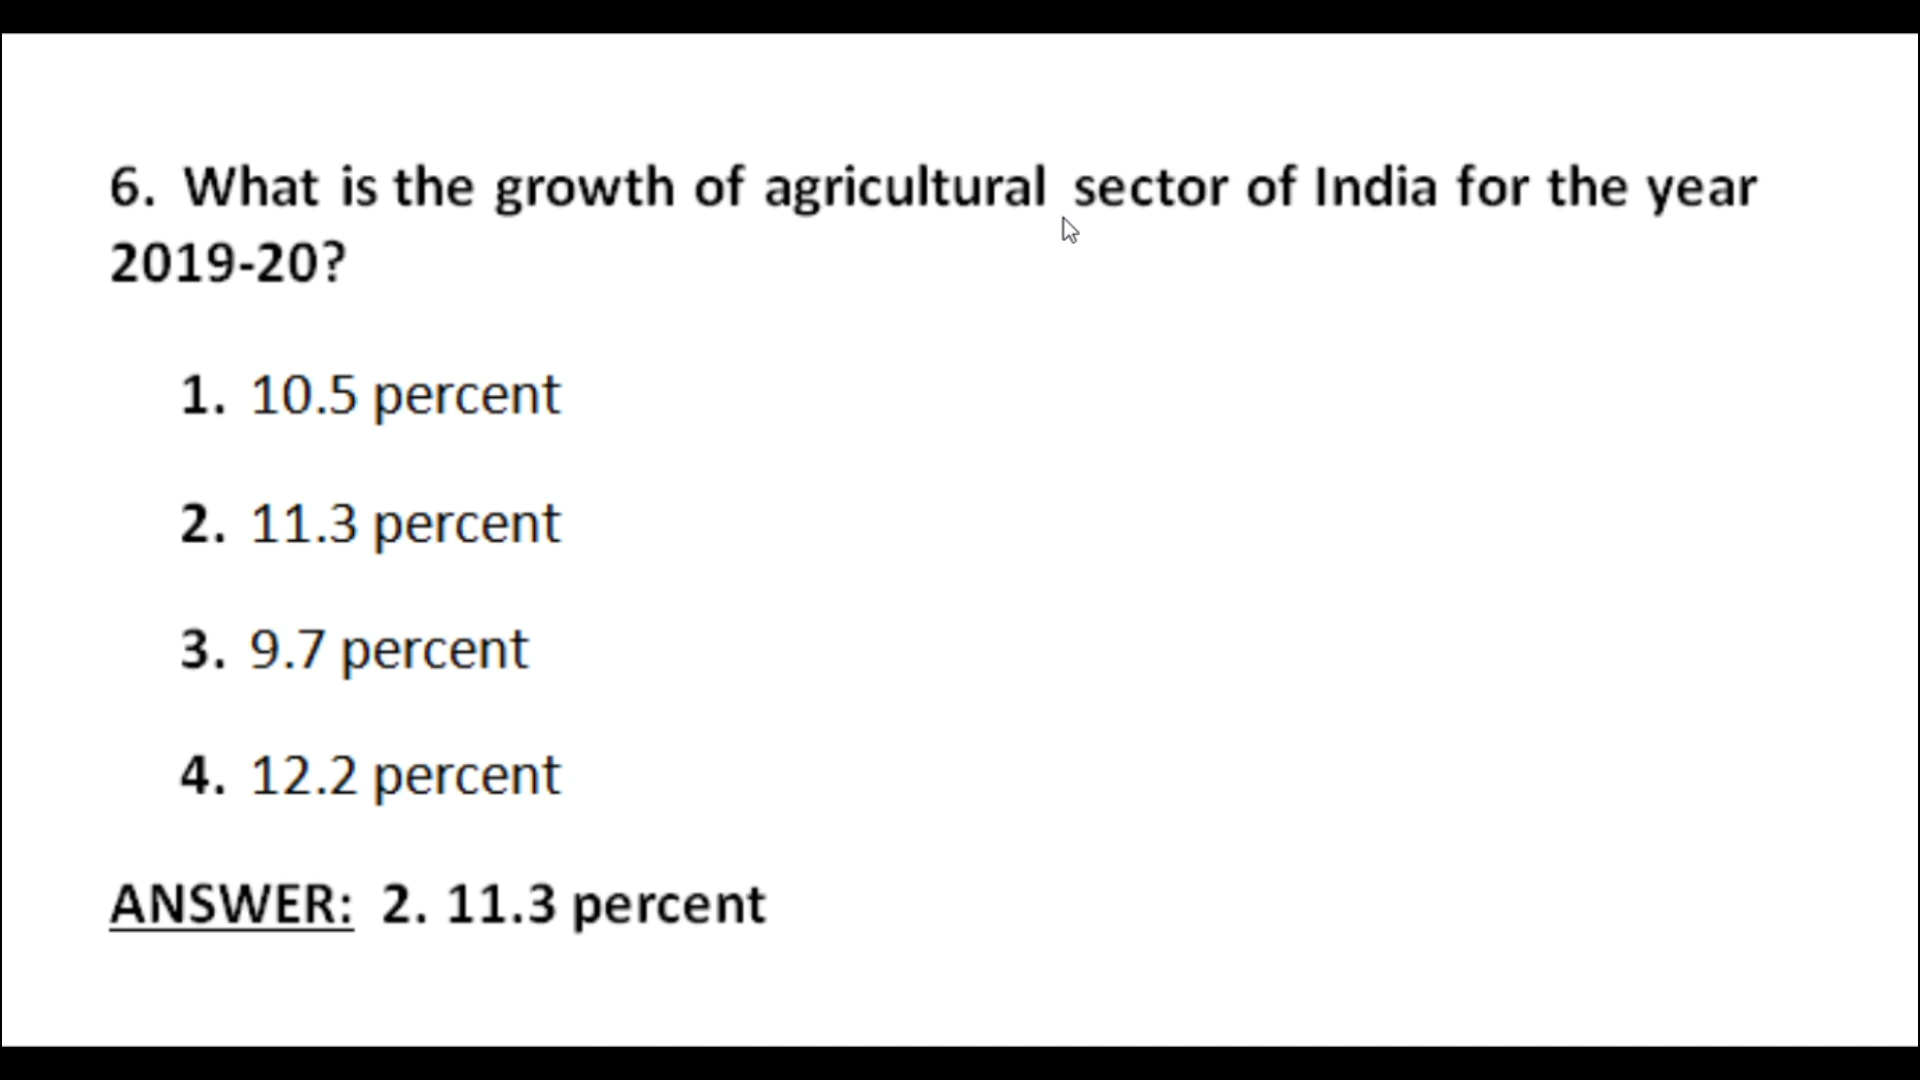 6. What is the growth of agricultural sector of India for the year
2019-20?
1. 10.5 percent
2. 11.3 percent
3. 9.7 percent
4. 12.2 percent
ANSWER: 2. 11.3 percent